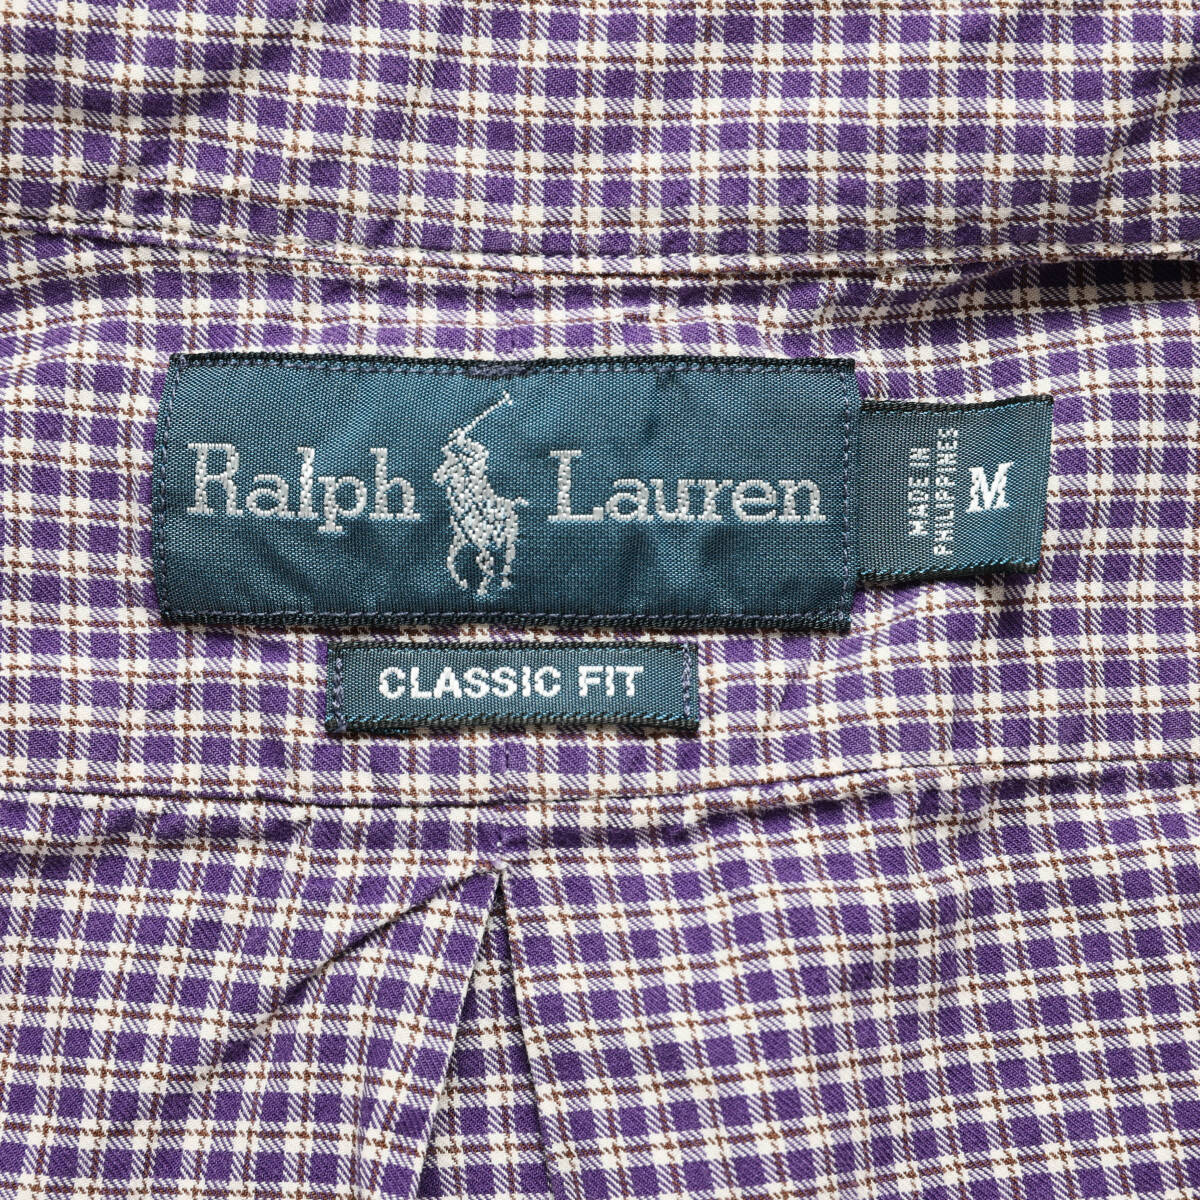 Ralph Lauren
MADE IN
PHILIPPINES
M
CLASSIC FIT